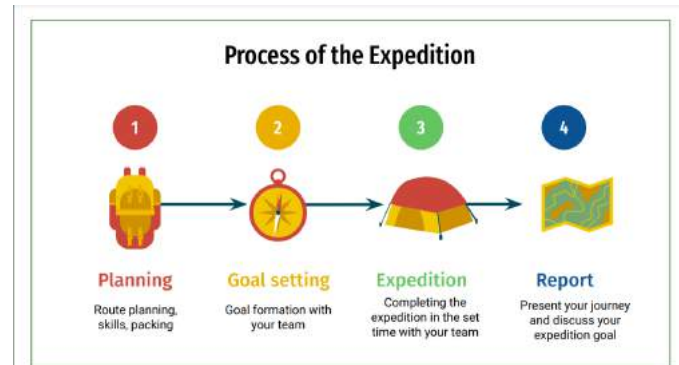 Process of the Expedition
1
2
3
4
Planning
Goal setting
Expedition
Report
Route planning,
skills, packing
Goal formation with
your team
Completing the
expedition in the set
time with your team
Present your journey
and discuss your
expedition goal